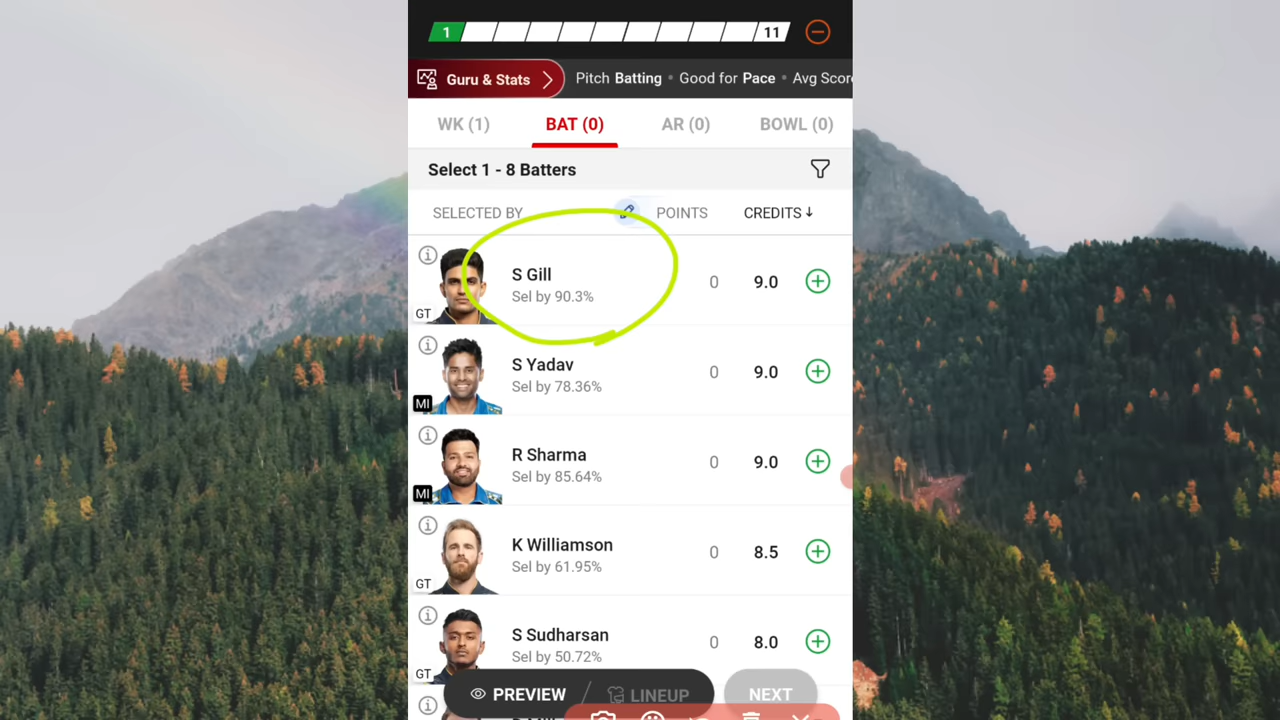 1 11
Guru & Stats Pitch Batting • Good for Pace • Avg Score
WK (1) BAT (0) AR (0) BOWL (0)
Select 1 - 8 Batters
SELECTED BY POINTS CREDITS↓
S Gill
Sel by 90.3%
0 9.0
GT
S Yadav
Sel by 78.36%
0 9.0
MI
R Sharma
Sel by 85.64%
0 9.0
MI
K Williamson
Sel by 61.95%
0 8.5
GT
S Sudharsan
Sel by 50.72%
0 8.0
GT
PREVIEW / LINEUP NEXT